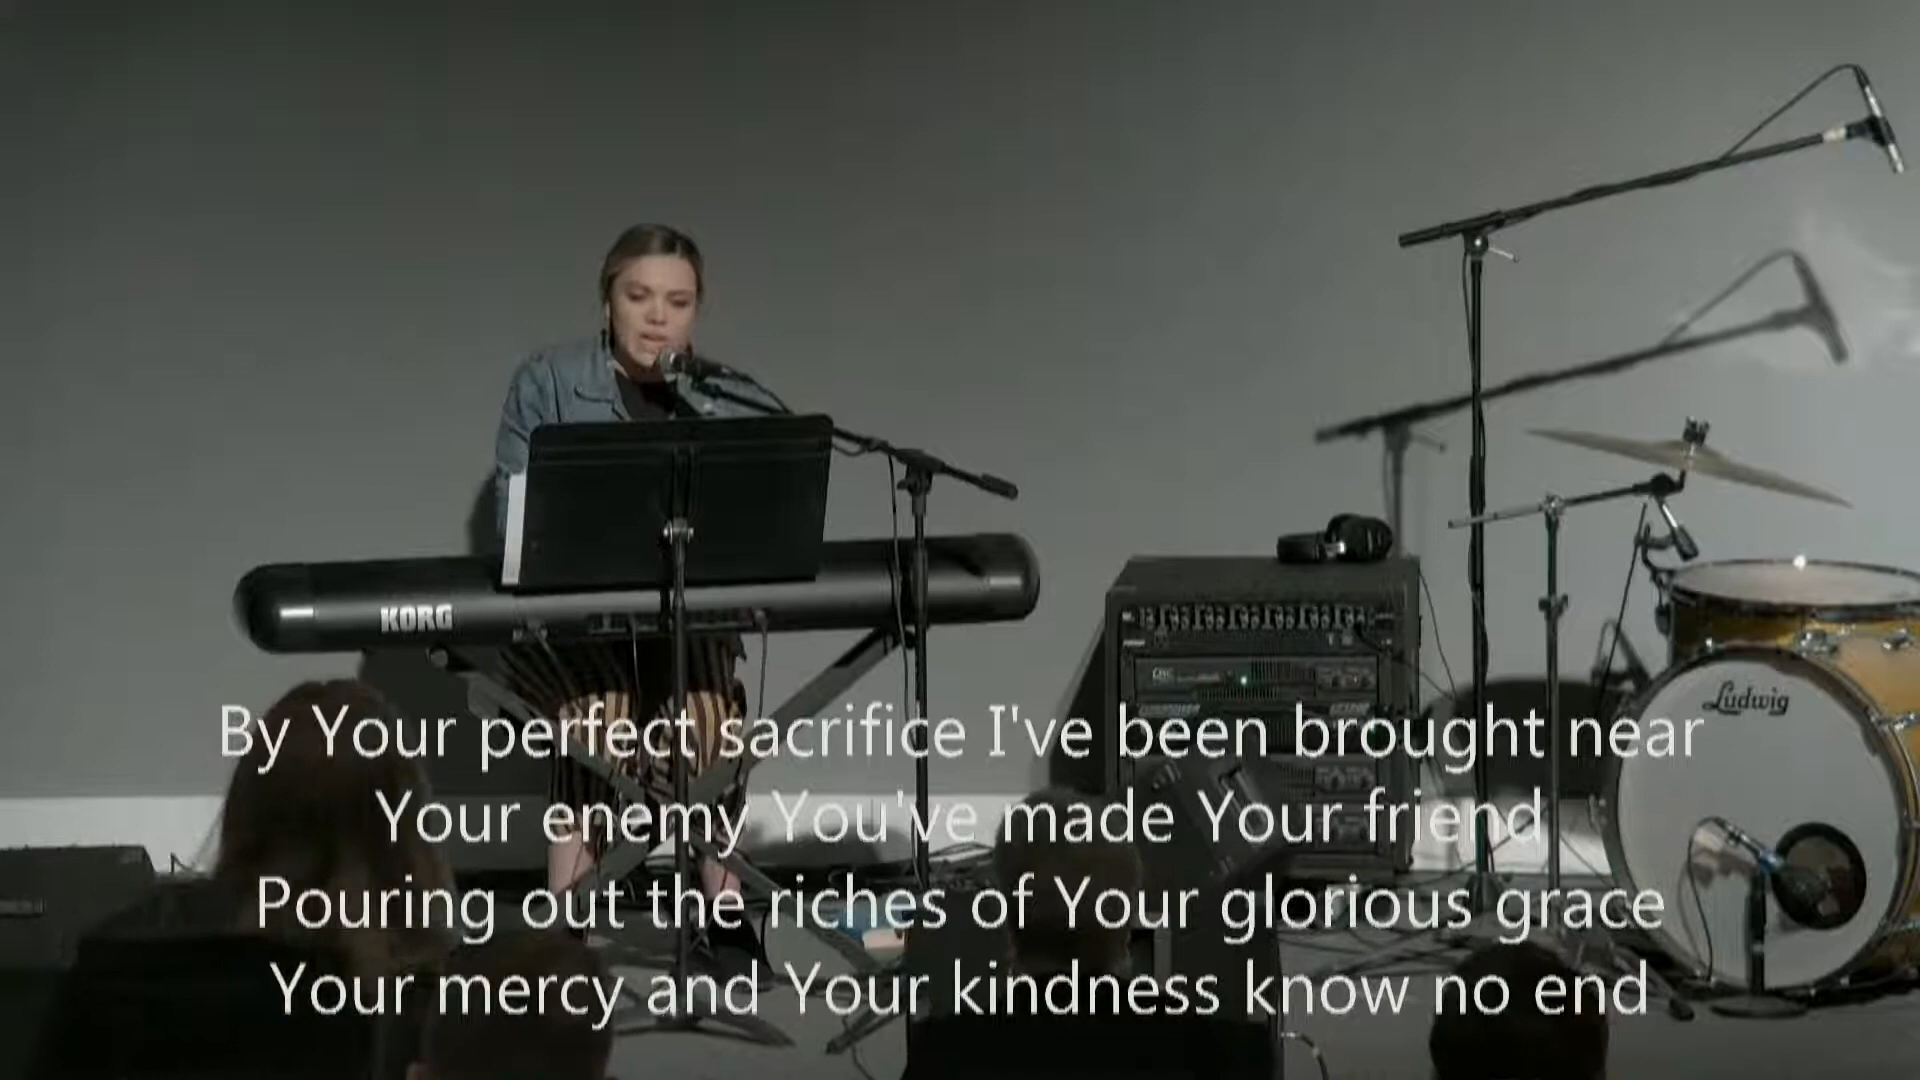 KORG
Ludwig
By Your perfect sacrifice I've been brought near
Your enemy You've made Your friend
Pouring out the riches of Your glorious grace
Your mercy and Your kindness know no end